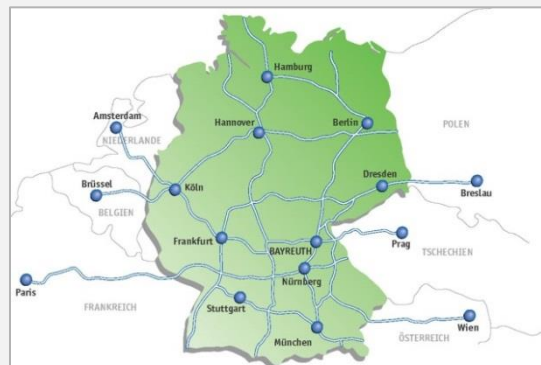 Hamburg
Amsterdam
NIEDERLANDE
Hannover
Berlin
POLEN
Köln
Dresden
Brüssel
BELGIEN
Breslau
Frankfurt
BAYREUTH
Prag
TSCHECHIEN
Nürnberg
Paris
FRANKREICH
Stuttgart
München
Wien
ÖSTERREICH